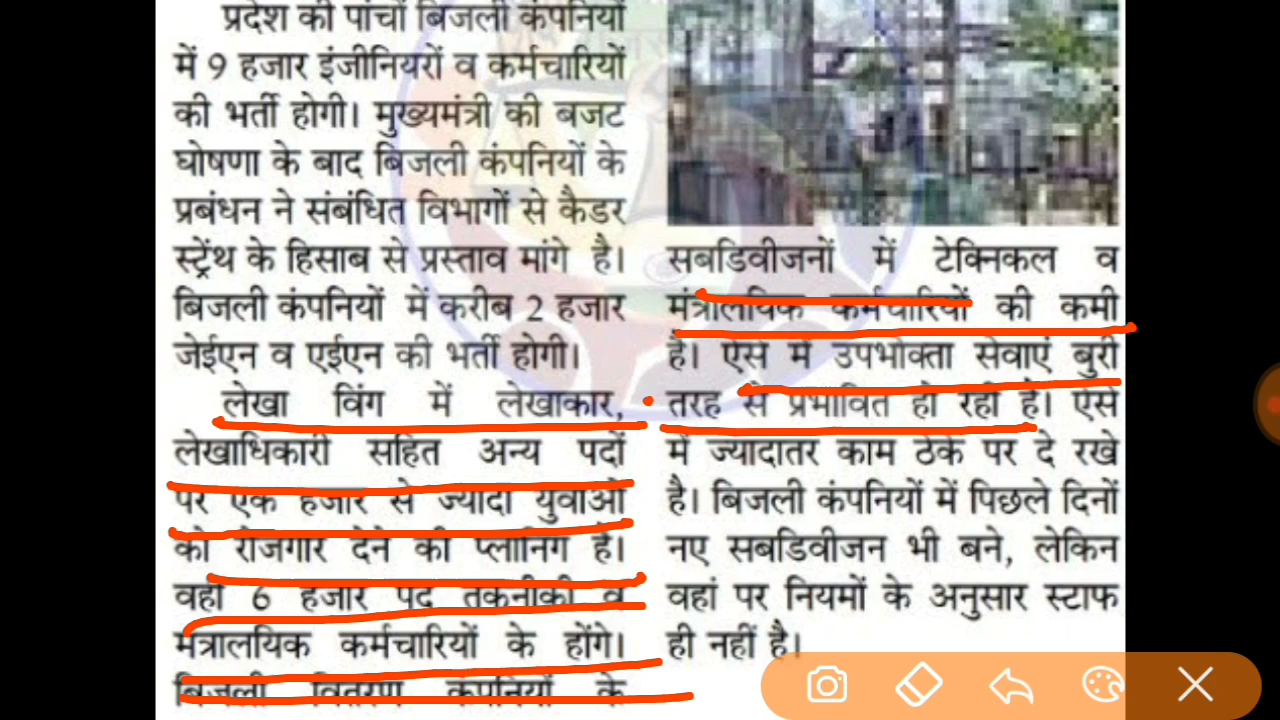 प्रदेश की पांचों बिजली कंपनियों
में 9 हजार इंजीनियरों व कर्मचारियों
की भर्ती होगी। मुख्यमंत्री की बजट
घोषणा के बाद बिजली कंपनियों के
प्रबंधन ने संबंधित विभागों से कैडर
स्ट्रेंथ के हिसाब से प्रस्ताव मांगे है।
बिजली कंपनियों में करीब 2 हजार
जेईएन व एईएन की भर्ती होगी।
लेखा विंग में लेखाकार,
लेखाधिकारी सहित अन्य पदों
पर एक हजार से ज्यादा युवाओं
को रोजगार देने की प्लानिंग है।
वहीं 6 हजार पद तकनीकी व
मंत्रालयिक कर्मचारियों के होंगे।
बिजली वितरण कंपनियों के
सबडिवीजनों में टेक्निकल व
मंत्रालयिक कर्मचारियों की कमी
है। ऐसे में उपभोक्ता सेवाएं बुरी
तरह से प्रभावित हो रही है। ऐसे
में ज्यादातर काम ठेके पर दे रखे
है। बिजली कंपनियों में पिछले दिनों
नए सबडिवीजन भी बने, लेकिन
वहां पर नियमों के अनुसार स्टाफ
ही नहीं है।